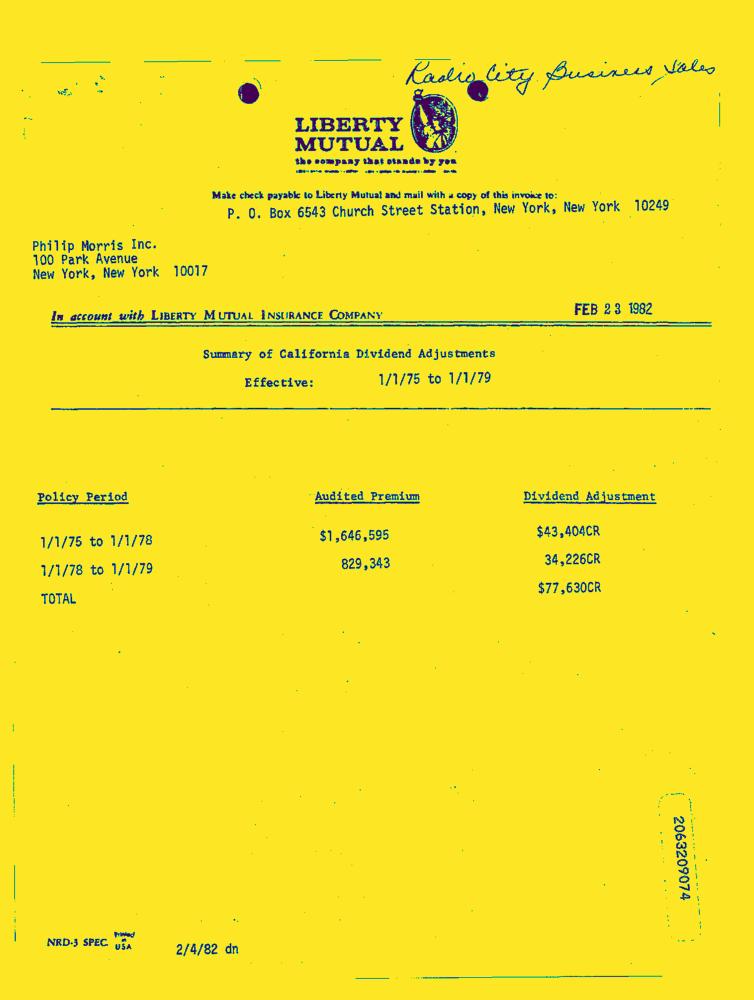 Radio City Business Sales
LIBERTY
MUTUAL
the company that stands by you
Make check payable to Liberty Mutual and mail with a copy of this invoice to:
P. O. Box 6543 Church Street Station, New York, New York 10249
Philip Morris Inc.
100 Park Avenue
New York, New York 10017
In account with LIBERTY MUTUAL INSURANCE COMPANY FEB 23 1982
Summary of California Dividend Adjustments
Effective: 1/1/75 to 1/1/79
Policy Period Audited Premium Dividend Adjustment
1/1/75 to 1/1/78 $1,646,595 $43,404CR
1/1/78 to 1/1/79 829,343 34,226CR
TOTAL $77,630CR
2063209074
NRD-3 SPEC. Printed in USA 2/4/82 dn